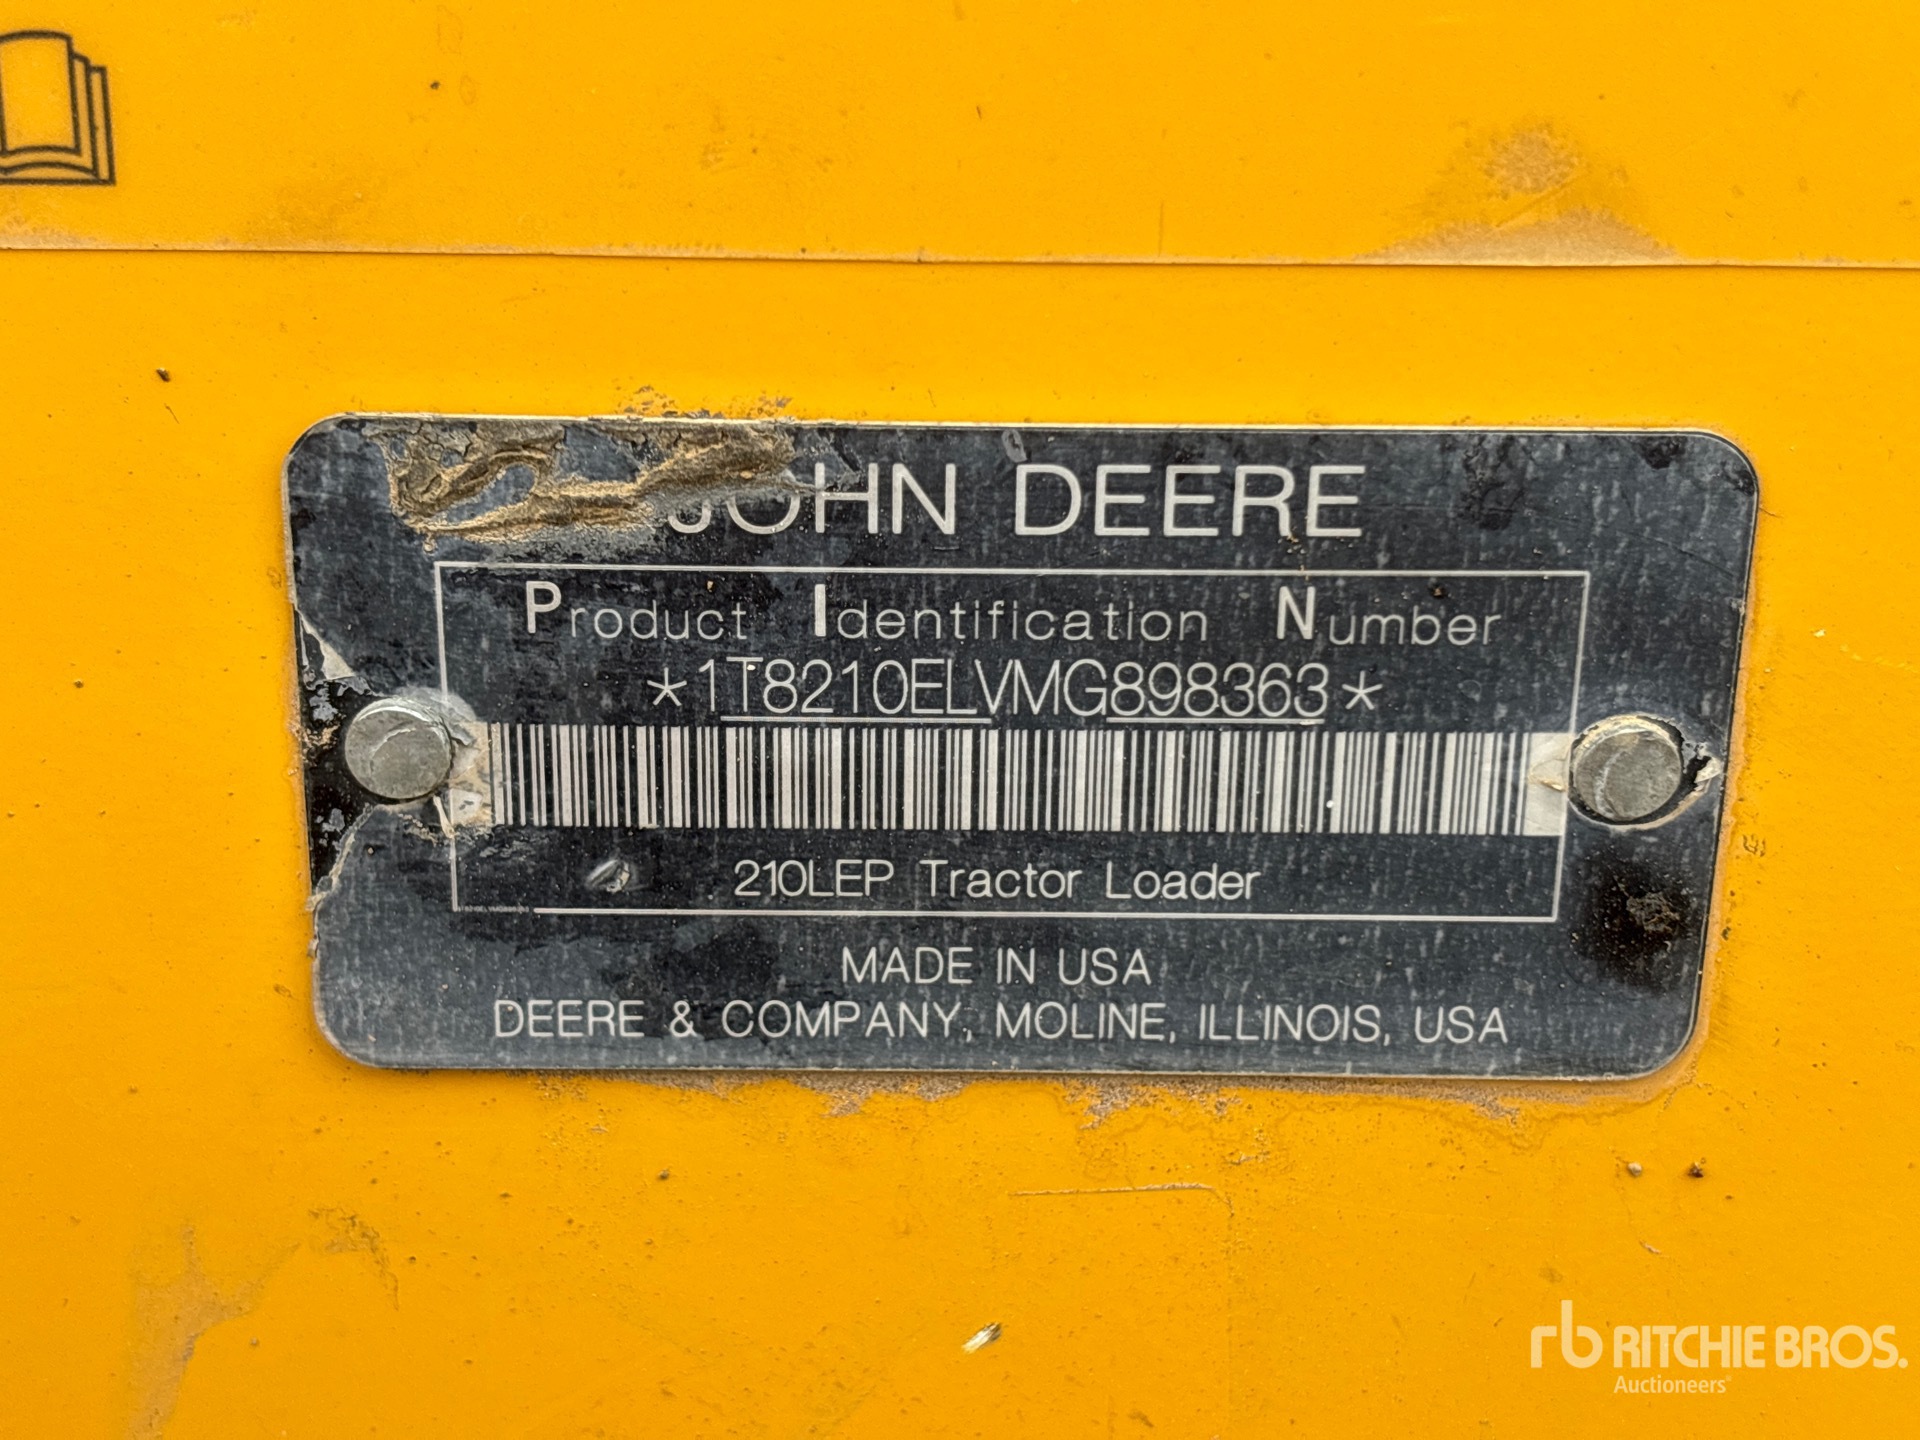 JOHN DEERE
Product Identification Number
*1T8210ELVMG898363*
210LEP Tractor Loader
MADE IN USA
DEERE & COMPANY, MOLINE, ILLINOIS, USA
rb RITCHIE BROS.
Auctioneers